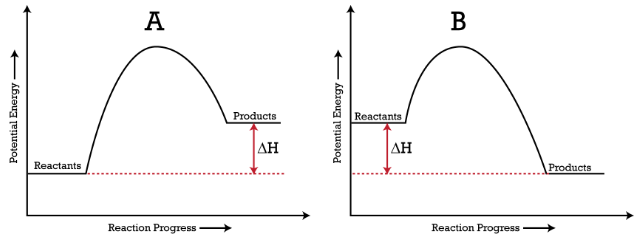 A
Potential Energy
Reactants
Products
ΔH
Reaction Progress
B
Potential Energy
Reactants
ΔH
Products
Reaction Progress